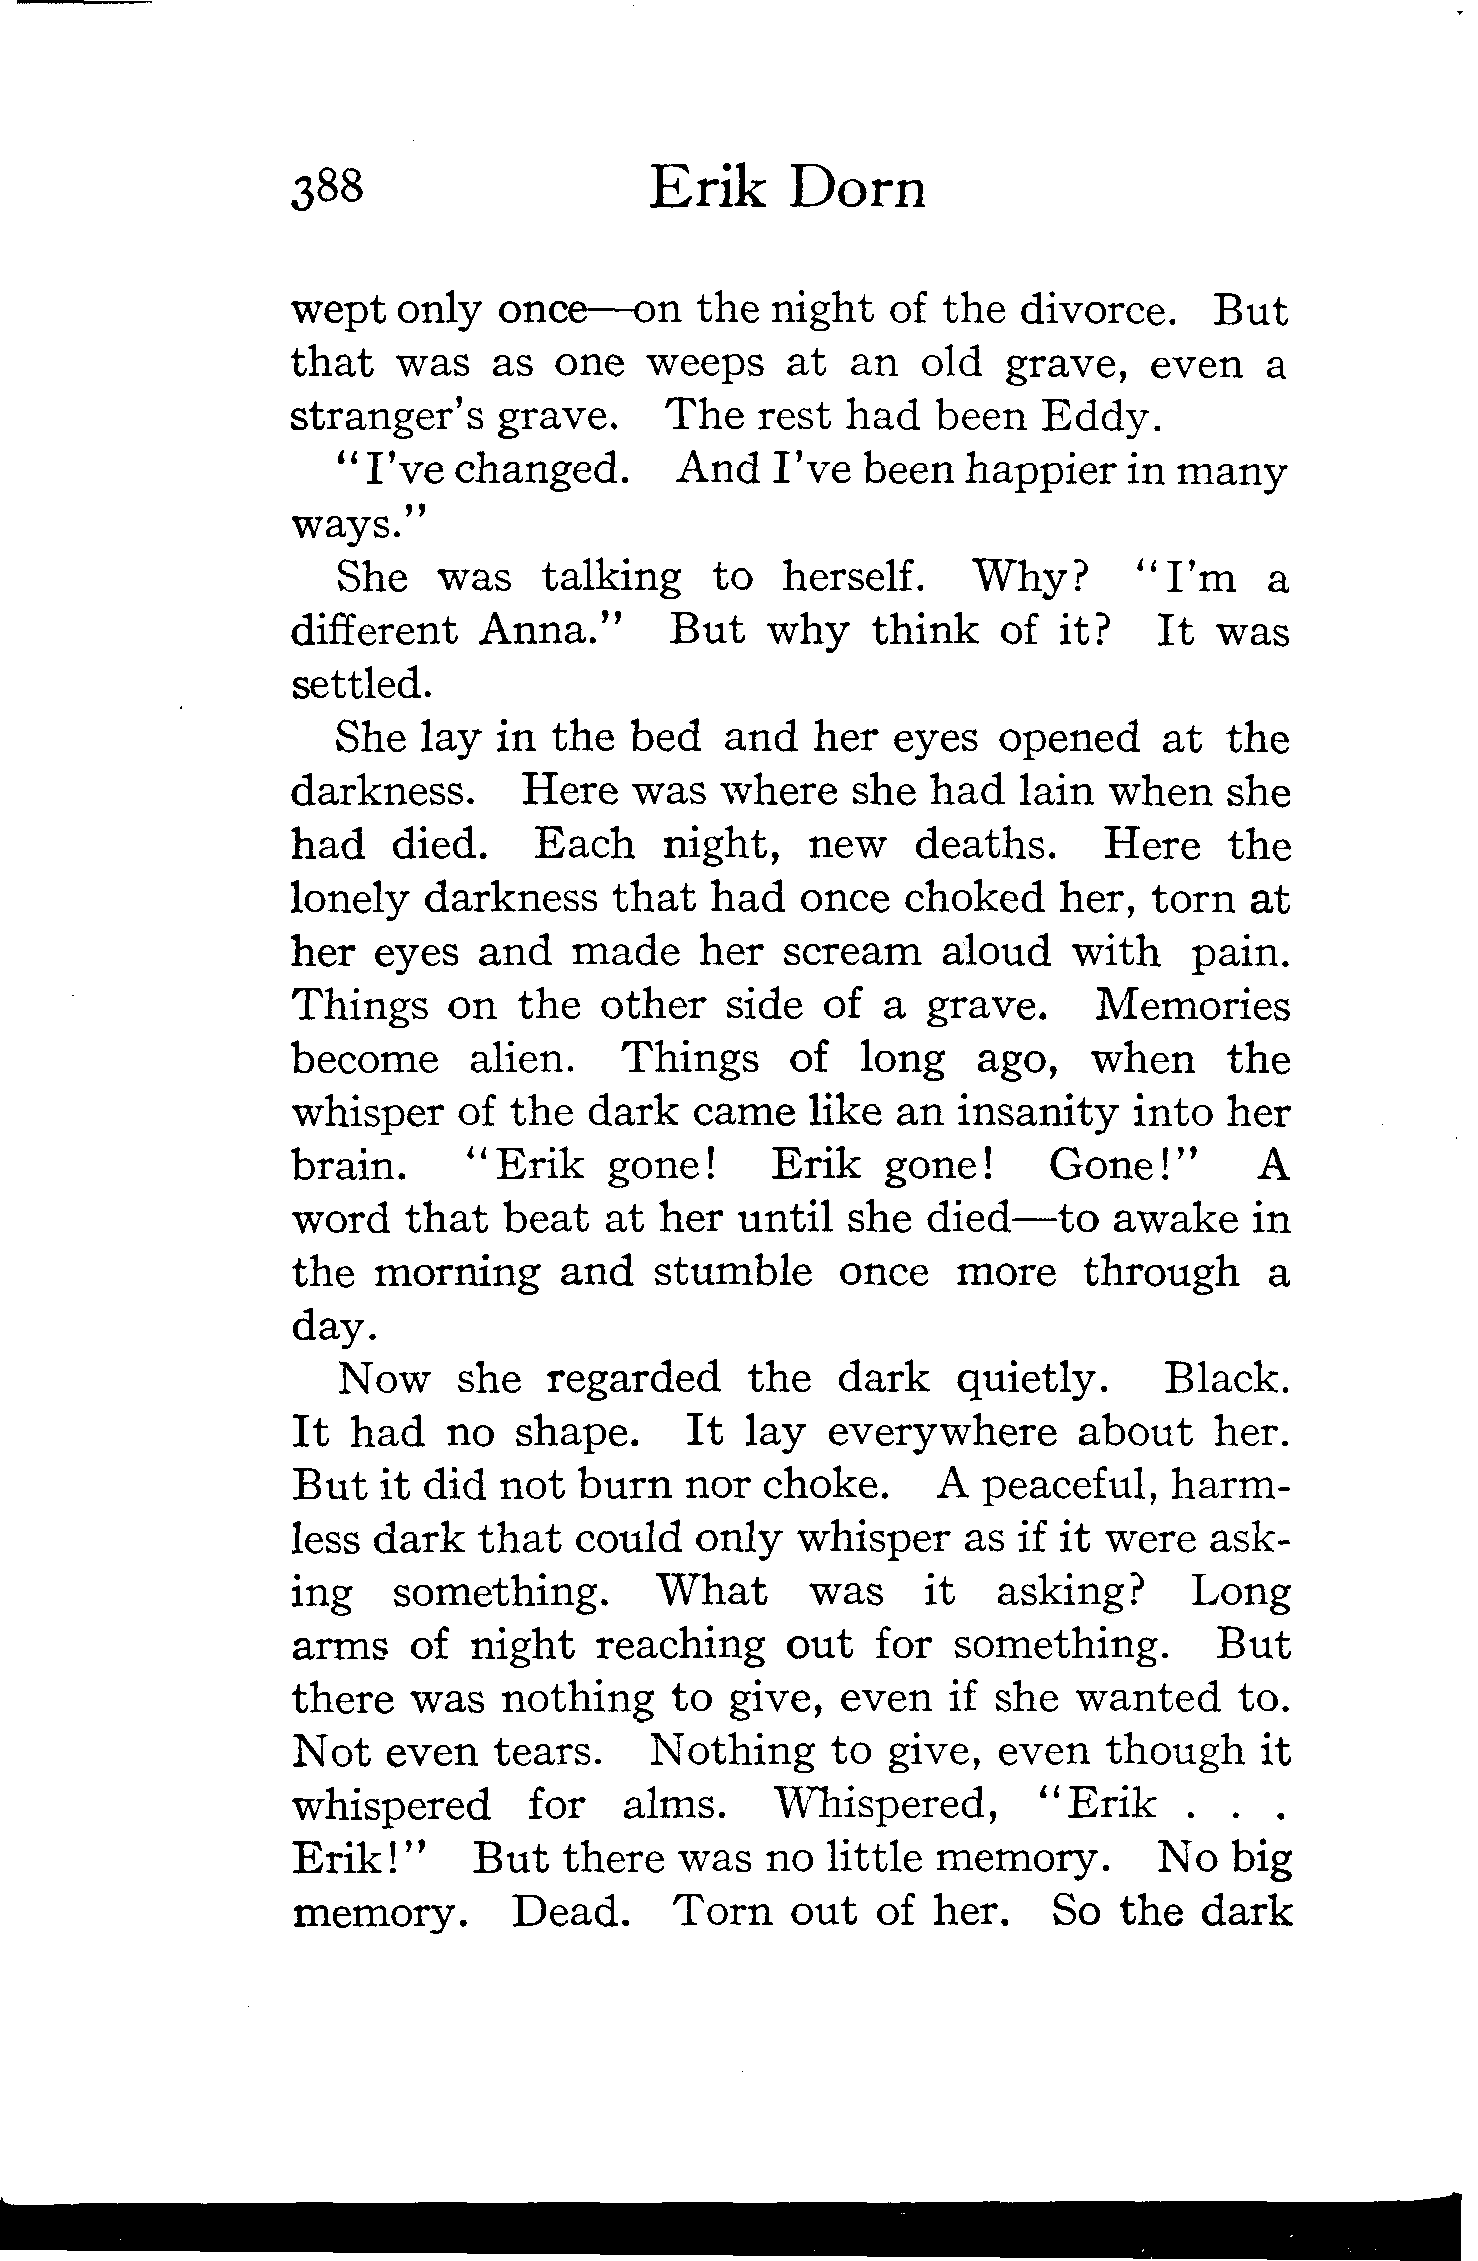 388 Erik Dorn
wept only once—on the night of the divorce. But
that was as one weeps at an old grave, even a
stranger's grave. The rest had been Eddy.
"I've changed. And I've been happier in many
ways."
She was talking to herself. Why? "I'm a
different Anna." But why think of it? It was
settled.
She lay in the bed and her eyes opened at the
darkness. Here was where she had lain when she
had died. Each night, new deaths. Here the
lonely darkness that had once choked her, torn at
her eyes and made her scream aloud with pain.
Things on the other side of a grave. Memories
become alien. Things of long ago, when the
whisper of the dark came like an insanity into her
brain. "Erik gone! Erik gone! Gone!" A
word that beat at her until she died—to awake in
the morning and stumble once more through a
day.
Now she regarded the dark quietly. Black.
It had no shape. It lay everywhere about her.
But it did not burn nor choke. A peaceful, harm-
less dark that could only whisper as if it were ask-
ing something. What was it asking? Long
arms of night reaching out for something. But
there was nothing to give, even if she wanted to.
Not even tears. Nothing to give, even though it
whispered for alms. Whispered, "Erik . . .
Erik!" But there was no little memory. No big
memory. Dead. Torn out of her. So the dark